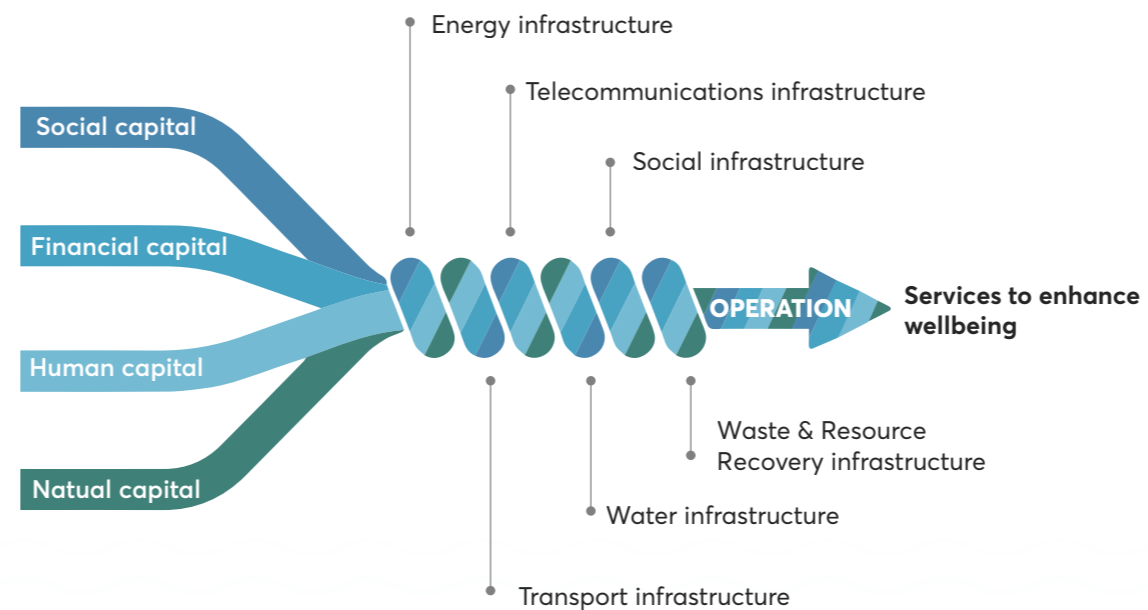 Energy infrastructure
Telecommunications infrastructure
Social infrastructure
Social capital
Financial capital
Human capital
Natual capital
OPERATION
Services to enhance
wellbeing
Waste & Resource
Recovery infrastructure
Water infrastructure
Transport infrastructure